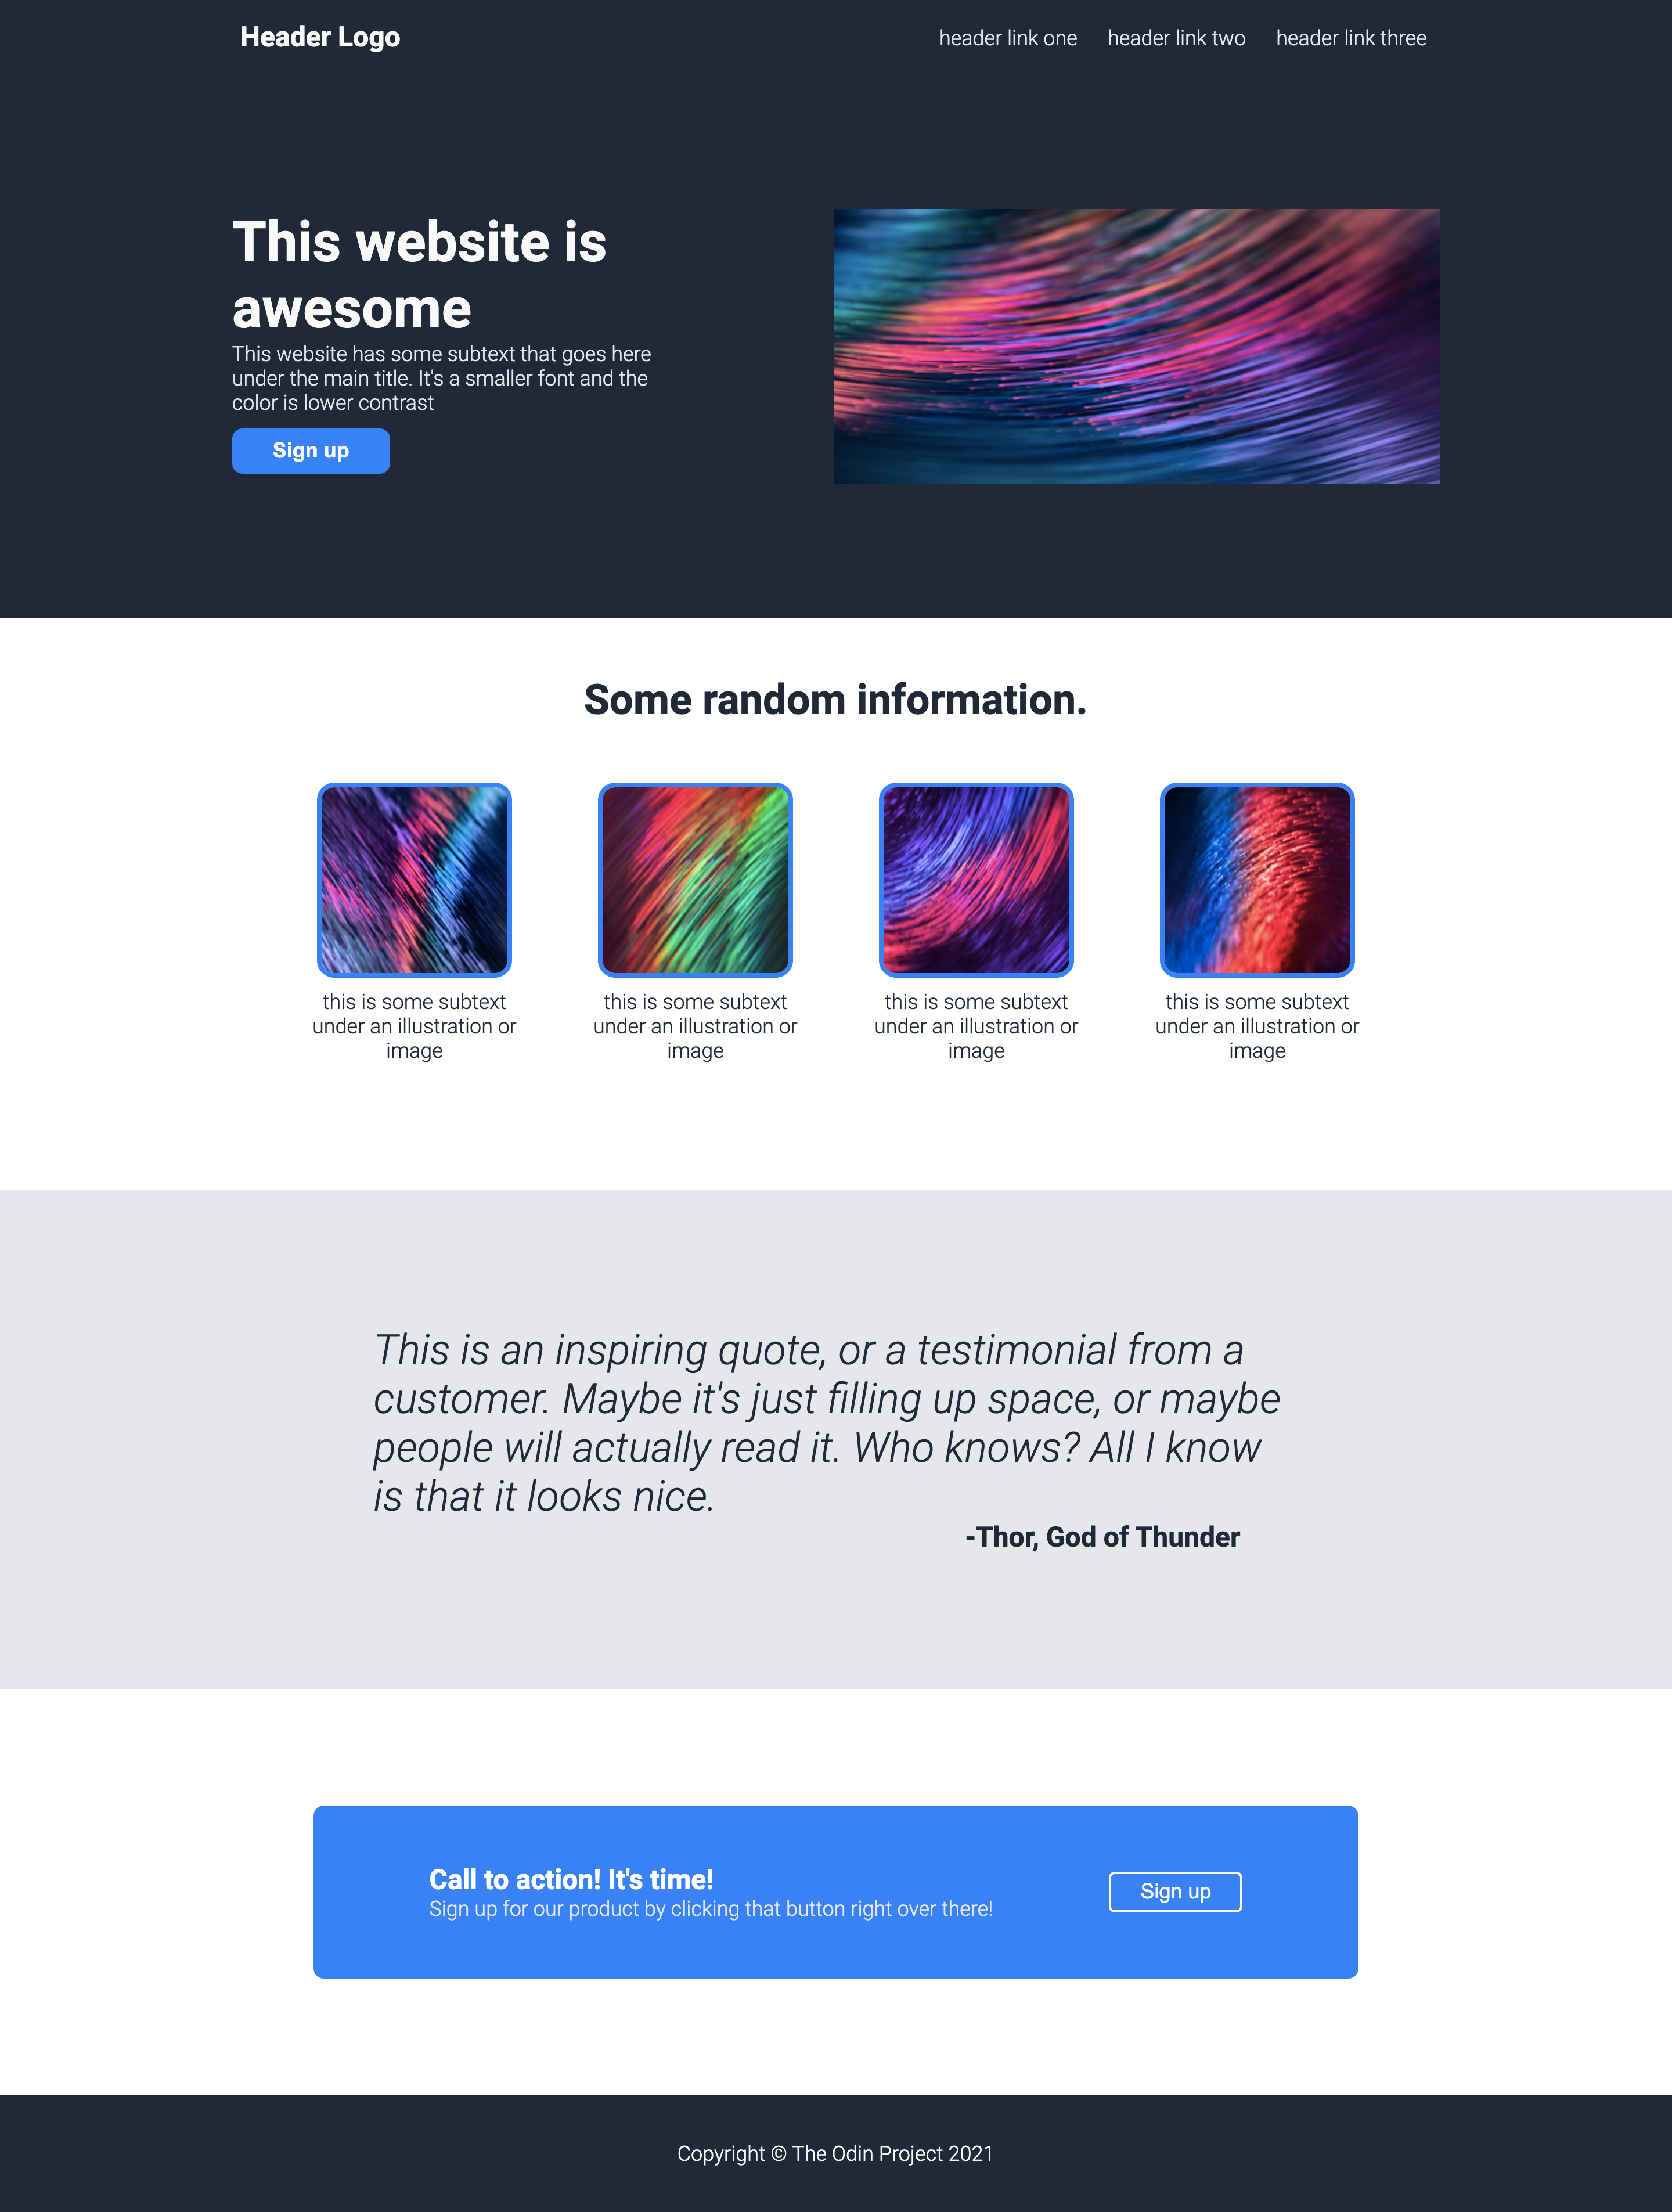 Header Logo
header link one
header link two
header link three
This website is
awesome
This website has some subtext that goes here
under the main title. It's a smaller font and the
color is lower contrast
Sign up
Some random information.
this is some subtext
under an illustration or
image
this is some subtext
under an illustration or
image
this is some subtext
under an illustration or
image
this is some subtext
under an illustration or
image
This is an inspiring quote, or a testimonial from a
customer. Maybe it's just filling up space, or maybe
people will actually read it. Who knows? All I know
is that it looks nice.
-Thor, God of Thunder
Call to action! It's time!
Sign up for our product by clicking that button right over there!
Sign up
Copyright © The Odin Project 2021